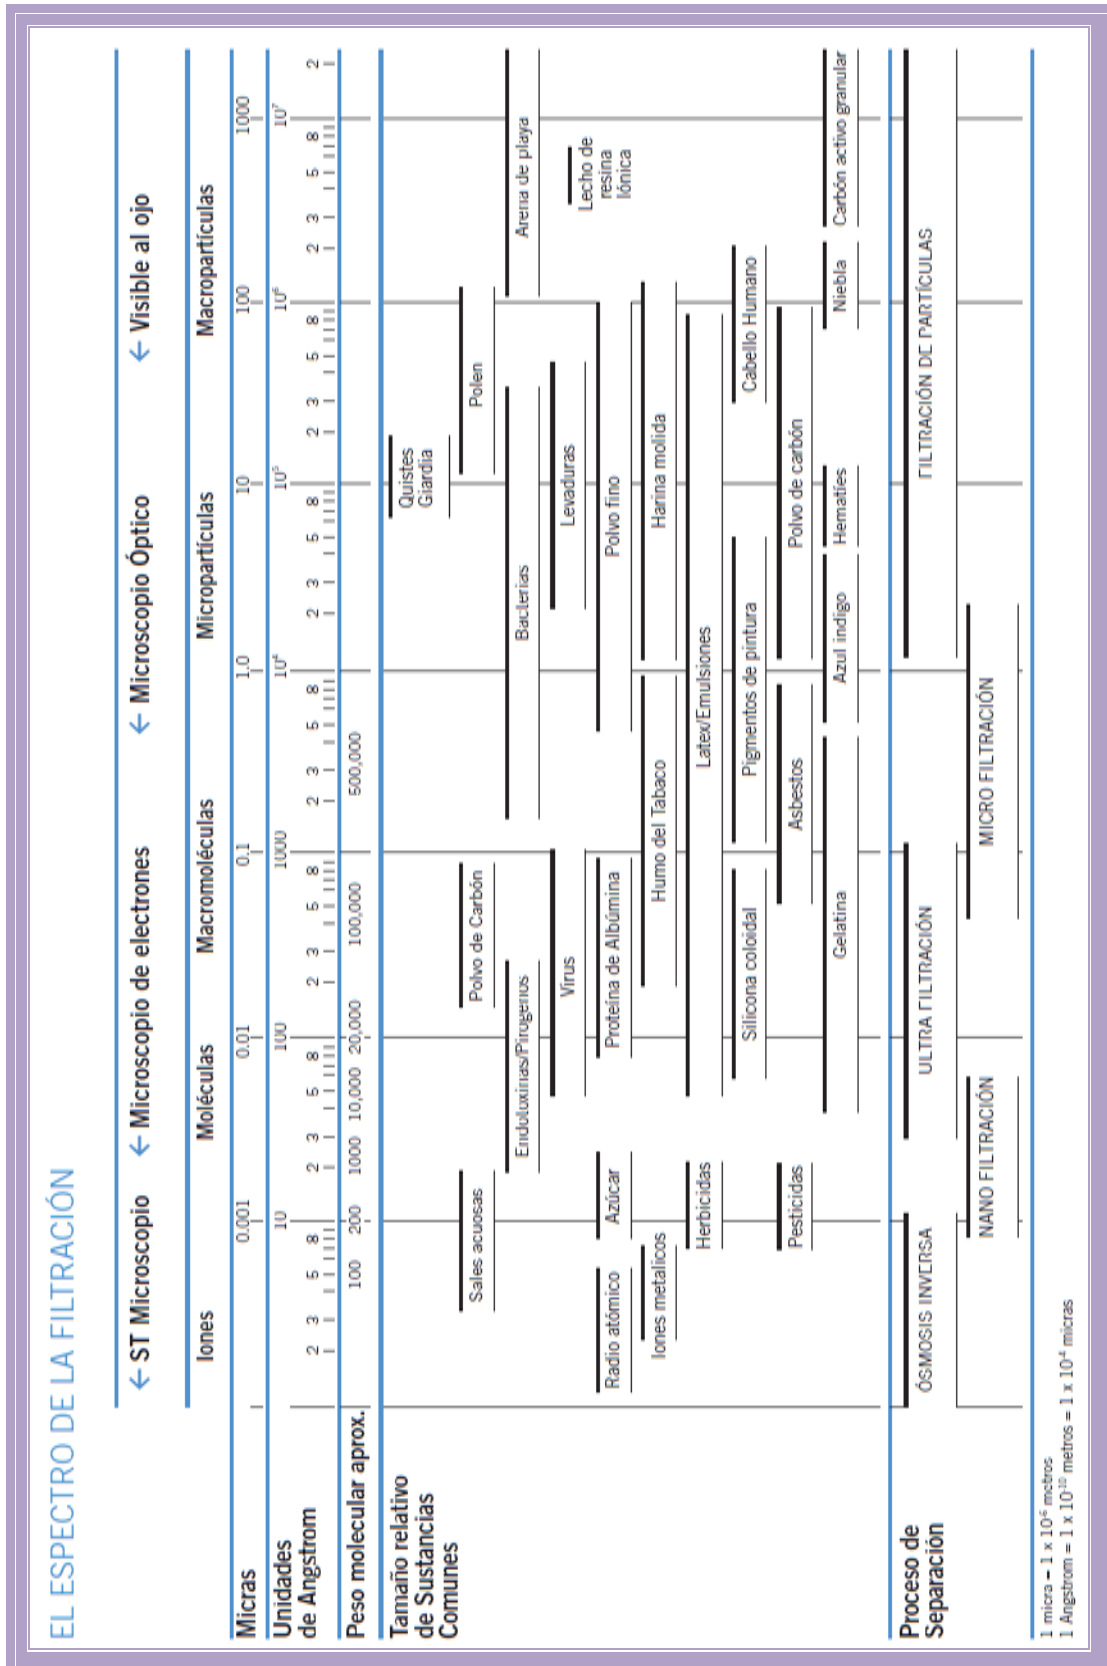 EL ESPECTRO DE LA FILTRACIÓN
← ST Microscopio ← Microscopio de electrones ← Microscopio Óptico ← Visible al ojo
Iones Moléculas Macromoléculas Micropartículas Macropartículas
Micras 0.001 0.01 0.1 1.0 10 100 1000
Unidades de Angstrom 10 100 1000 10⁴ 10⁵ 10⁶ 10⁷
2 3 5 8 2 3 5 8 2 3 5 8 2 3 5 8 2 3 5 8 2 3 5 8 2 3 5 8 2
Peso molecular aprox. 100 200 1000 10,000 20,000 100,000 500,000
Tamaño relativo
de Sustancias
Comunes
Quistes
Giardia
Sales acuosas Polvo de Carbón Polen
Endotoxinas/Pirogenos Bacterias Arena de playa
Virus Levaduras Lecho de
resina
Iónica
Radio atómico Azúcar Proteína de Albúmina Polvo fino
Iones metalicos Humo del Tabaco Harina molida
Herbicidas Latex/Emulsiones
Silicona coloidal Pigmentos de pintura Cabello Humano
Pesticidas Asbestos Polvo de carbón
Gelatina Azul indigo Hematíes Niebla Carbón activo granular
Proceso de
Separación
ÓSMOSIS INVERSA ULTRA FILTRACIÓN FILTRACIÓN DE PARTÍCULAS
NANO FILTRACIÓN MICRO FILTRACIÓN
1 micra = 1 x 10⁻⁶ metros
1 Angstrom = 1 x 10⁻¹⁰ metros = 1 x 10⁻⁴ micras